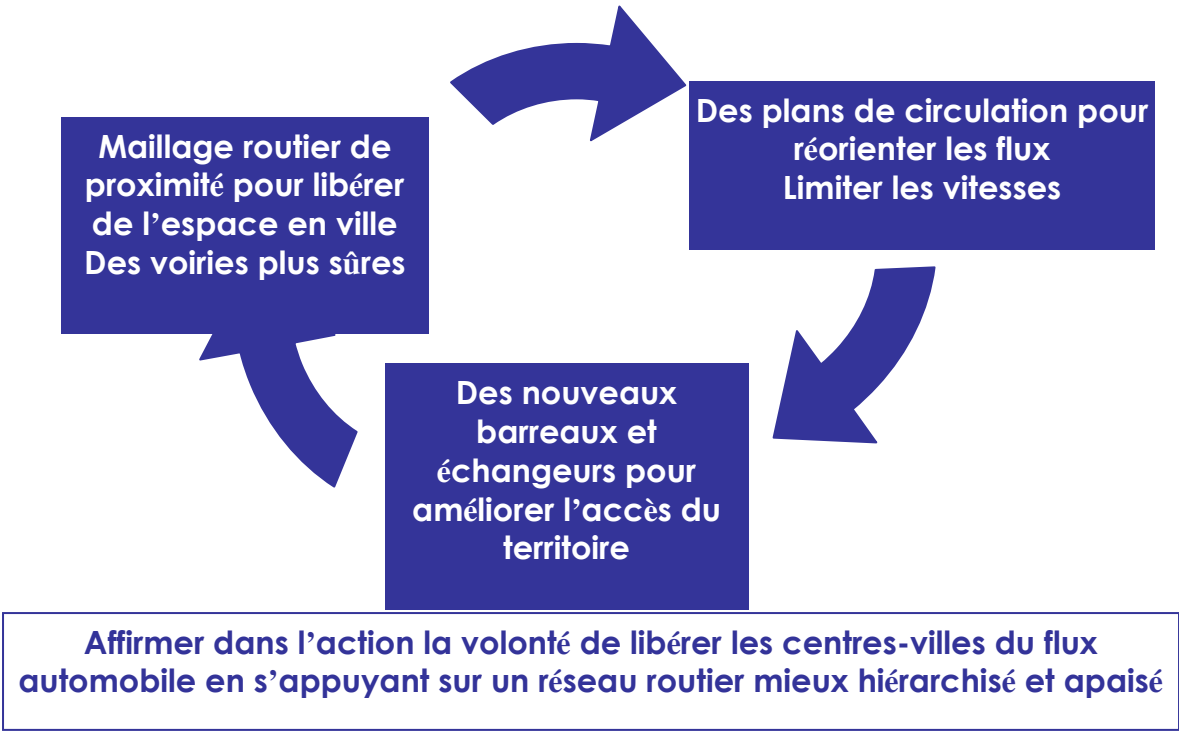 Maillage routier de
proximité pour libérer
de l’espace en ville
Des voiries plus sûres
Des plans de circulation pour
réorienter les flux
Limiter les vitesses
Des nouveaux
barreaux et
échangeurs pour
améliorer l’accès du
territoire
Affirmer dans l’action la volonté de libérer les centres-villes du flux
automobile en s’appuyant sur un réseau routier mieux hiérarchisé et apaisé